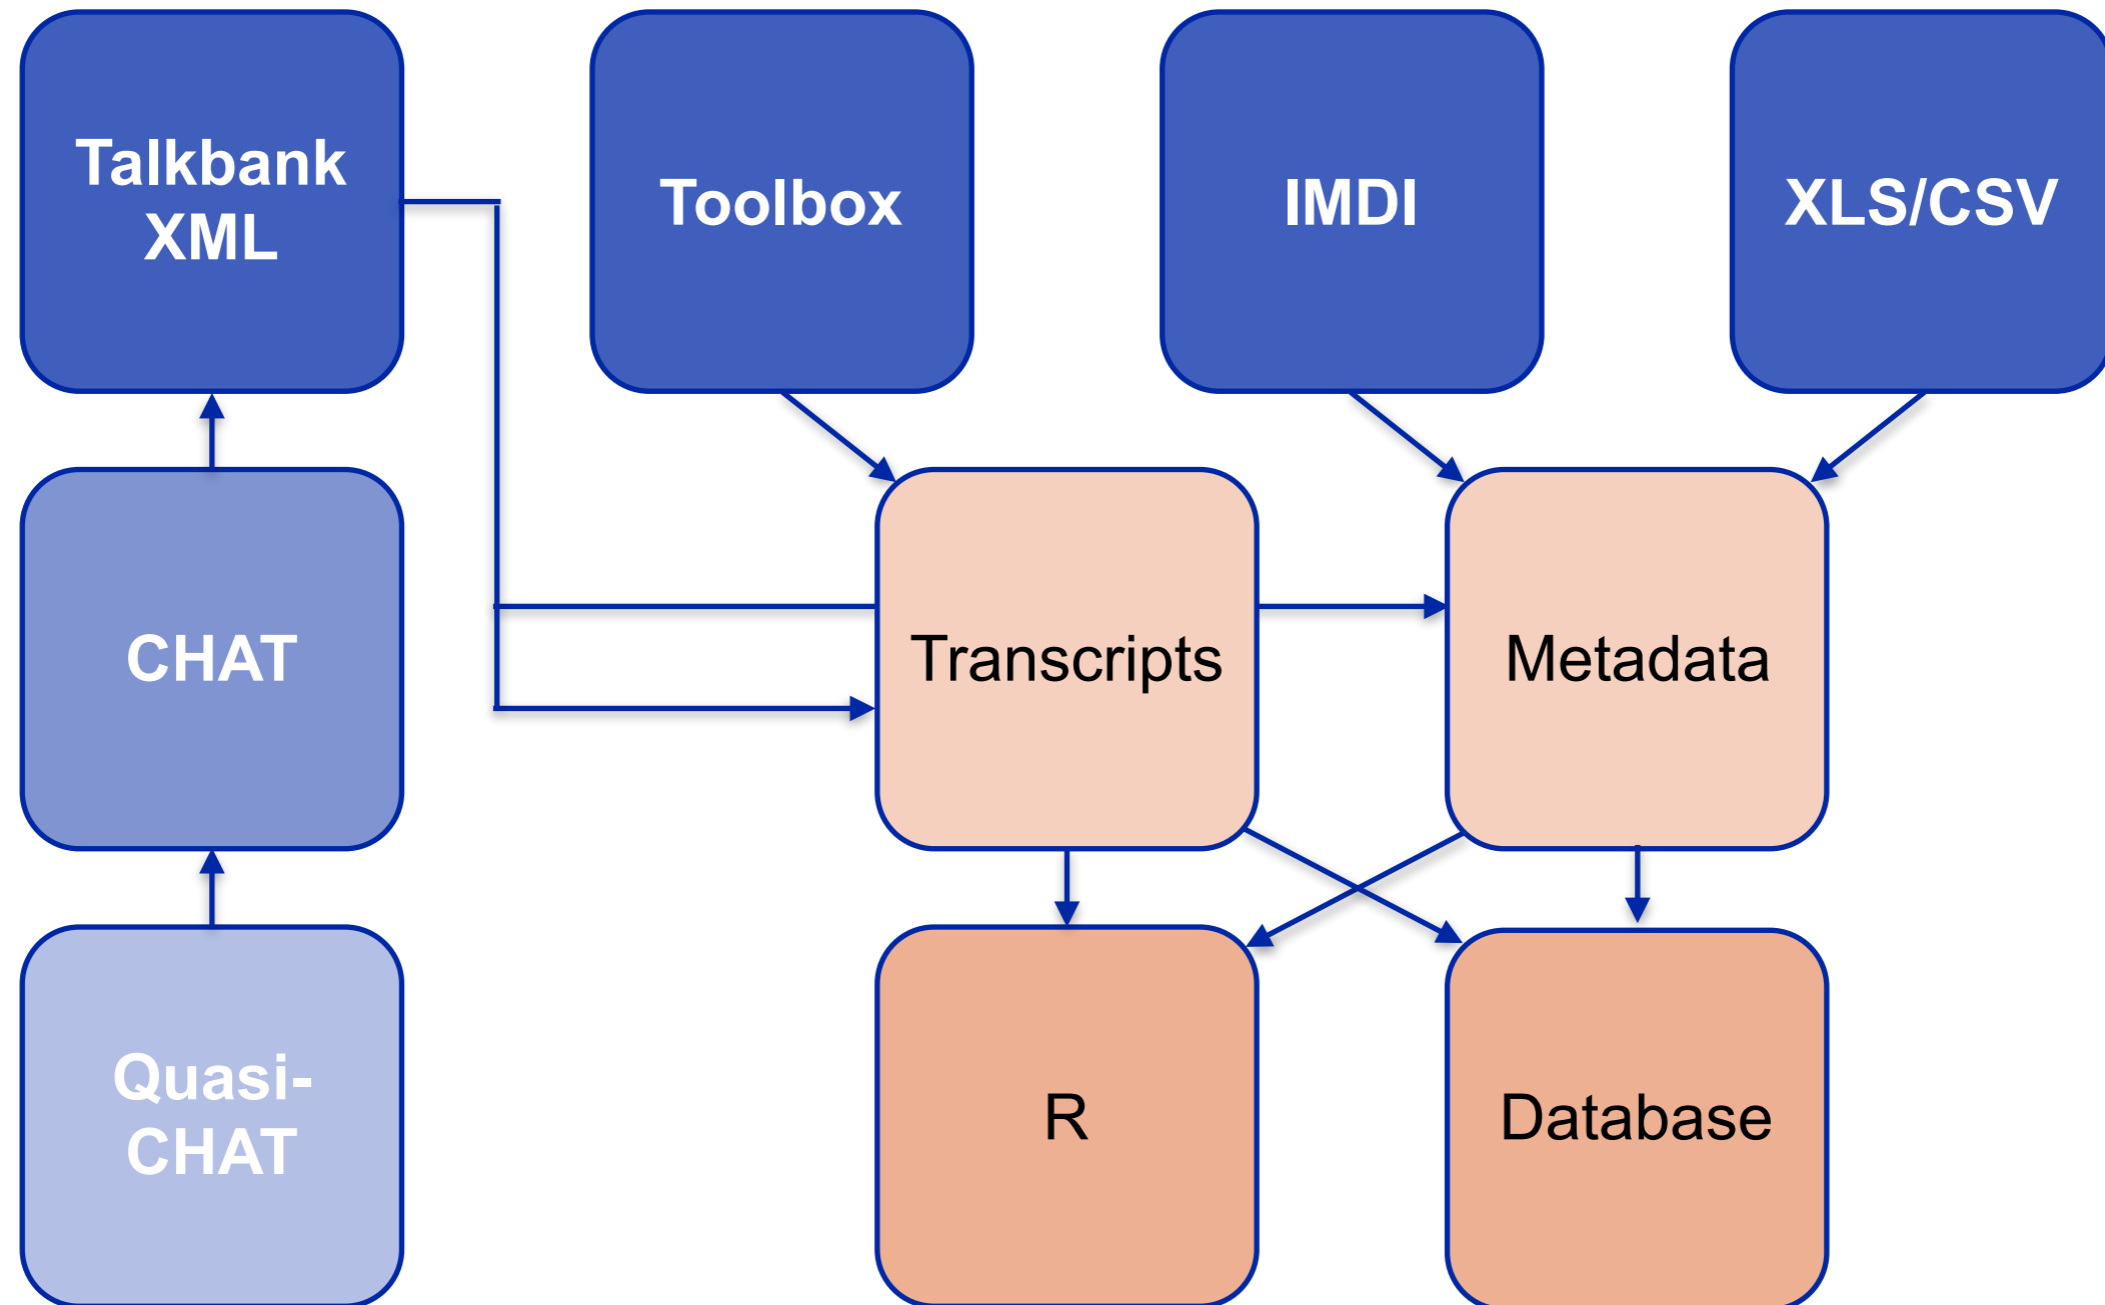 Talkbank
XML
Toolbox
IMDI
XLS/CSV
CHAT
Transcripts
Metadata
Quasi-
CHAT
R
Database